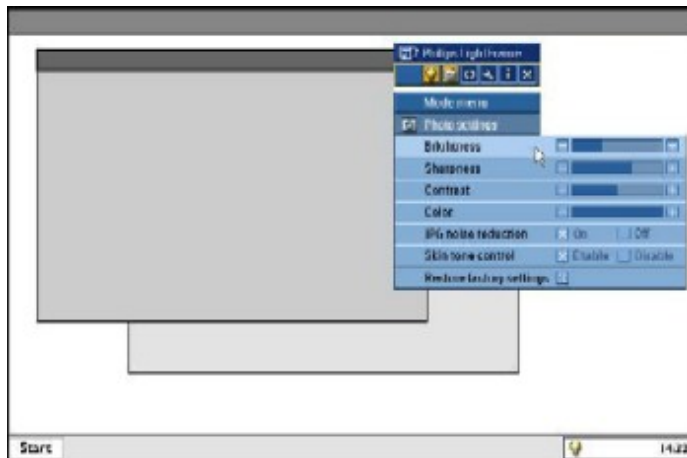 Philips LightFrame
Mode menu
Photo settings
Brightness
Sharpness
Contrast
Color
JPG noise reduction On Off
Skin tone control Enable Disable
Restore factory settings
Start 14:22